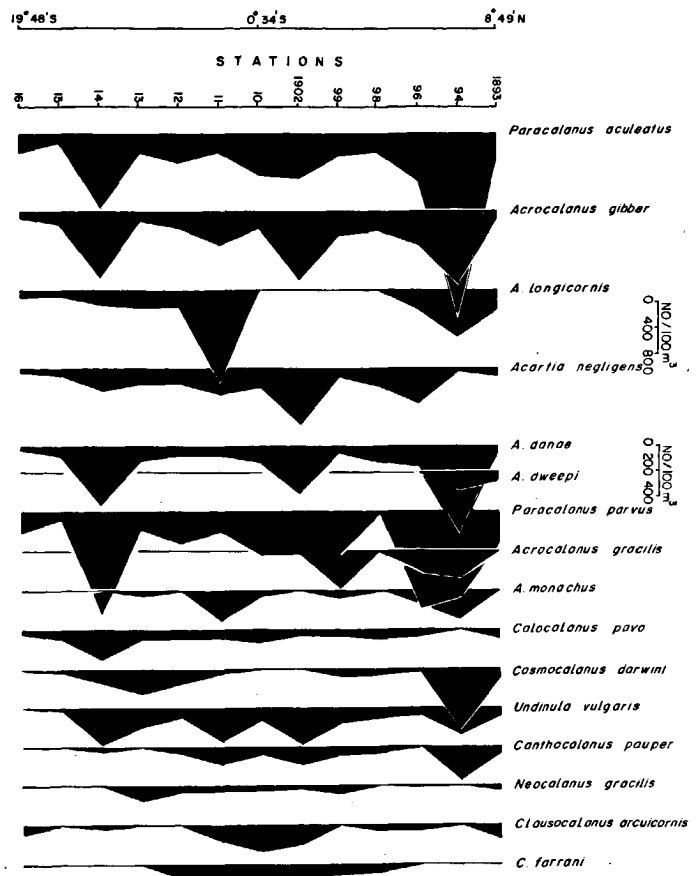 19° 48's 0° 34's 8° 49'N
STATIONS
16 15 14 13 12 11 10 1902 99 98 96 94 1893
Paracalanus aculeatus
Acrocalanus gibber
A. longicornis
0 400 800
NO/100 m³
Acartia negligens
A. danae
0 200 400
NO/100 m³
A. dweepi
Paracalanus parvus
Acrocalanus gracilis
A. monachus
Calocalanus pavo
Cosmocalanus darwini
Undinula vulgaris
Canthocalanus pauper
Neocalanus gracilis
Clausocalanus arcuicornis
C. farrani